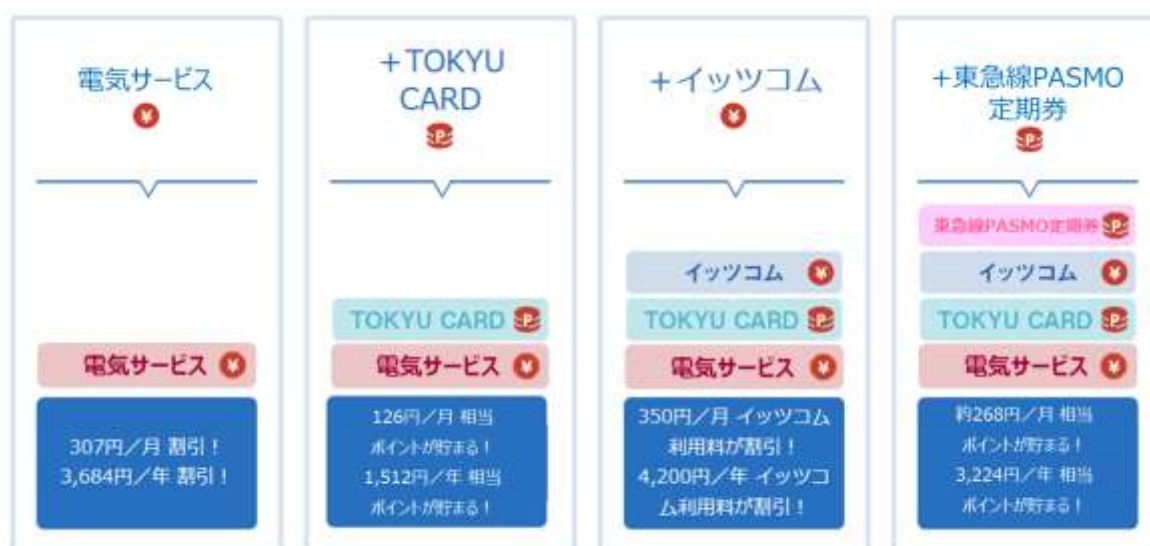 電気サービス
¥
+TOKYU
CARD
P
+イッツコム
¥
+東急線PASMO
定期券
P
電気サービス ¥
307円／月 割引！
3,684円／年 割引！
TOKYU CARD P
電気サービス ¥
126円／月 相当
ポイントが貯まる！
1,512円／年 相当
ポイントが貯まる！
イッツコム ¥
TOKYU CARD P
電気サービス ¥
350円／月 イッツコム
利用料が割引！
4,200円／年 イッツコ
ム利用料が割引！
東急線PASMO定期券 P
イッツコム ¥
TOKYU CARD P
電気サービス ¥
約268円／月 相当
ポイントが貯まる！
3,224円／年 相当
ポイントが貯まる！